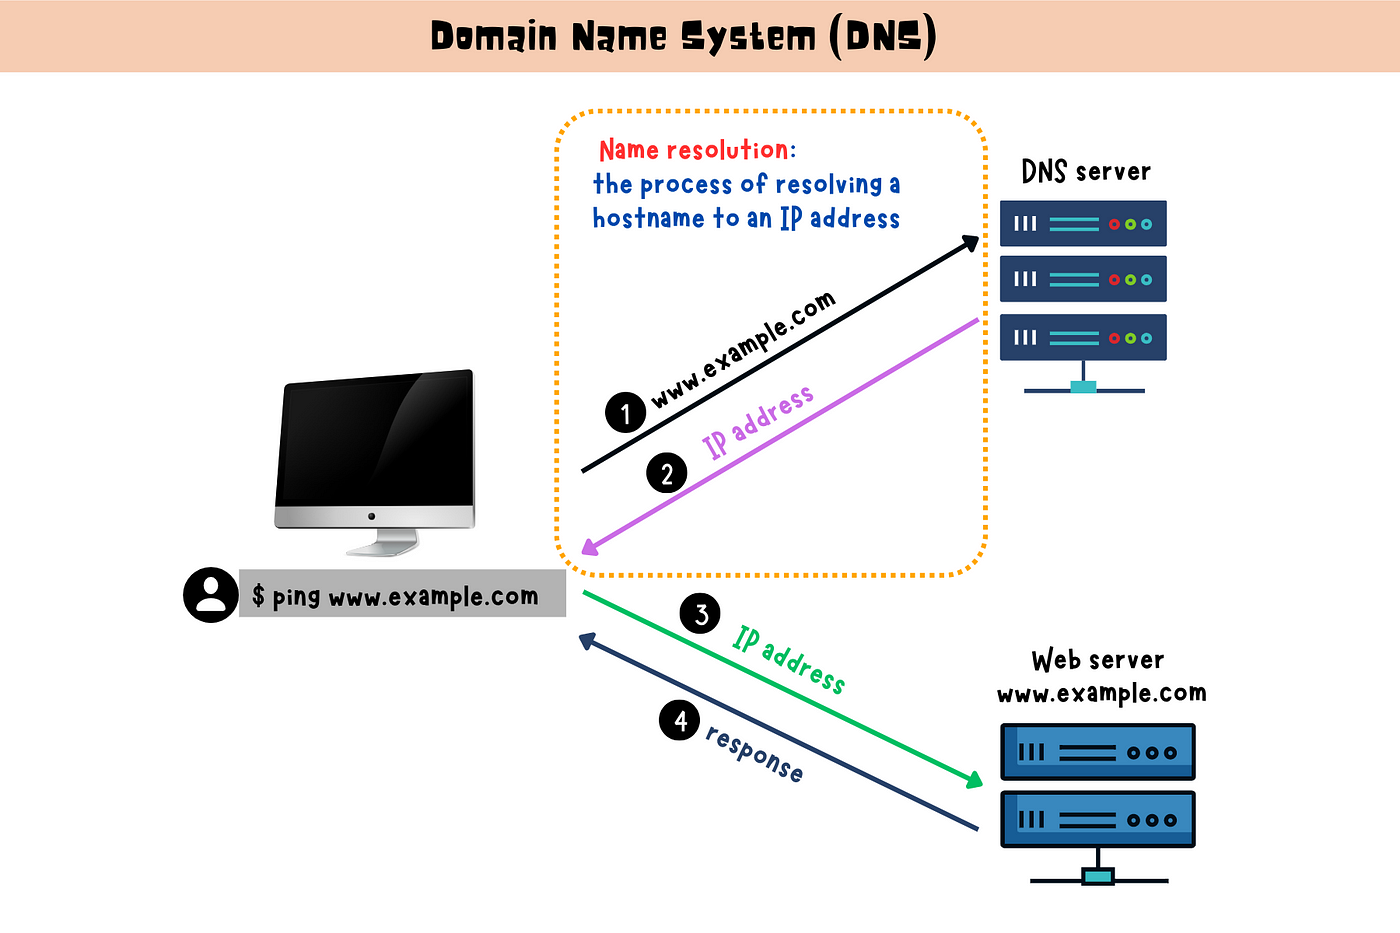 Domain Name System (DNS)
Name resolution:
the process of resolving a
hostname to an IP address
DNS server
1 www.example.com
2 IP address
$ ping www.example.com
3 IP address
4 response
Web server
www.example.com